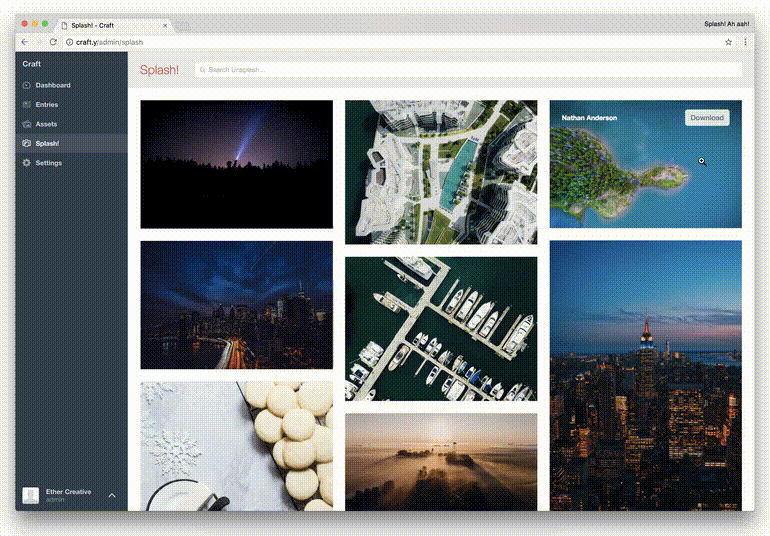 Splash! - Craft
Splash! Ah aah!
craft.y/admin/splash
Craft
Dashboard
Entries
Assets
Splash!
Settings
Ether Creative
admin
Splash!
Search Unsplash...
Nathan Anderson
Download